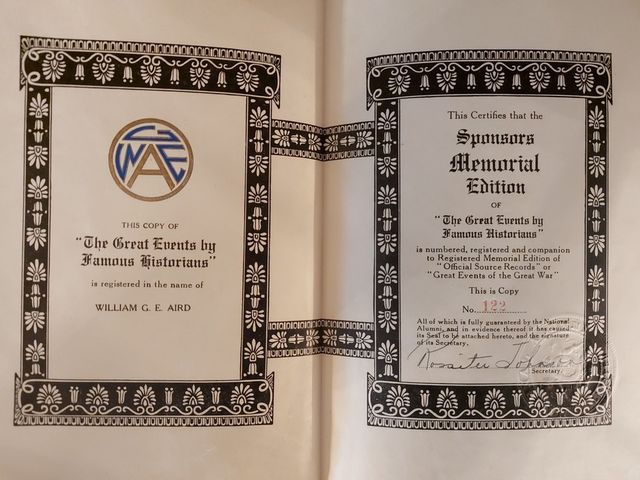 WGEA
THIS COPY OF
"The Great Events by
Famous Historians"
is registered in the name of
WILLIAM G. E. AIRD
This Certifies that the
Sponsors
Memorial
Edition
OF
"The Great Events by
Famous Historians"
is numbered, registered and companion
to Registered Memorial Edition of
"Official Source Records" or
"Great Events of the Great War"
This is Copy
No. 122
All of which is fully guaranteed by the National
Alumni, and in evidence thereof it has caused
its Seal to be attached hereto, and the signature
of its Secretary.
Rossiter Johnson
Secretary.